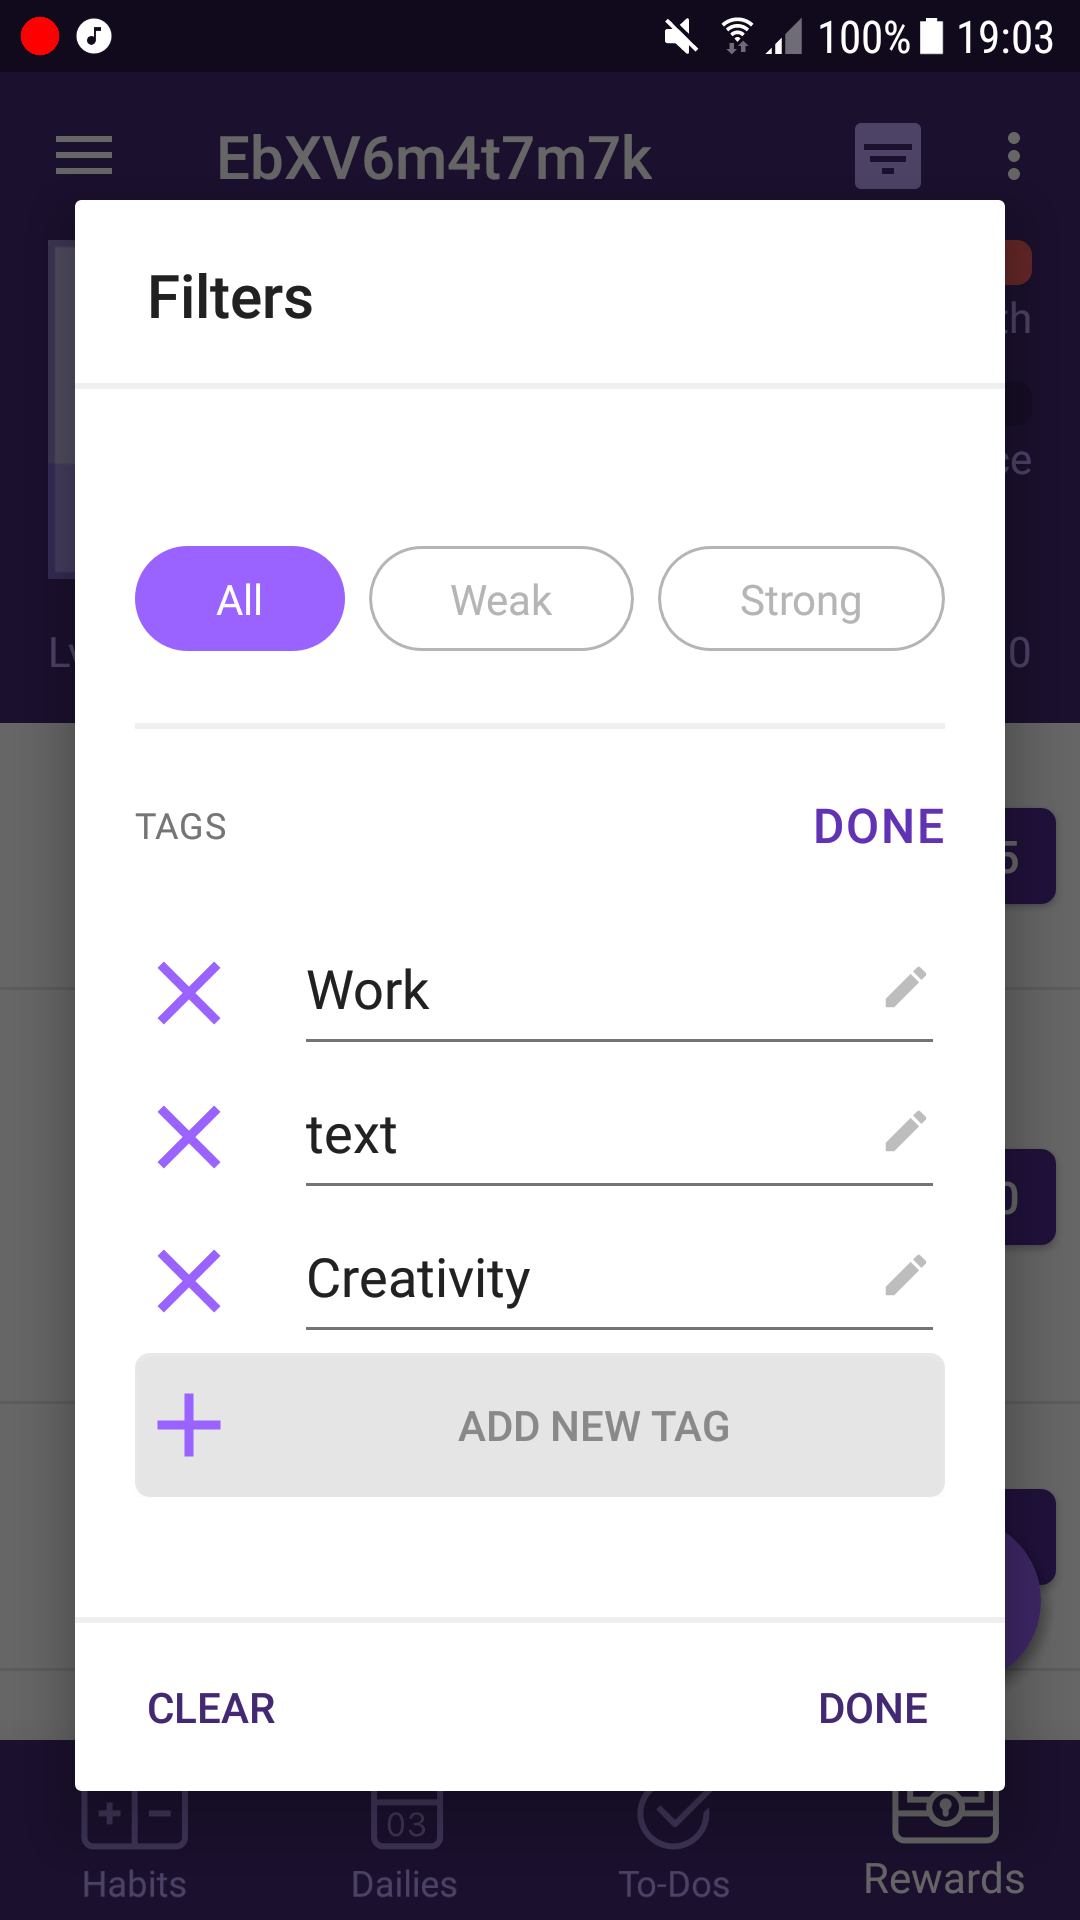 100% 19:03
EbXV6m4t7m7k
Filters
All Weak Strong
TAGS DONE
Work
text
Creativity
ADD NEW TAG
CLEAR DONE
03
Habits Dailies To-Dos Rewards